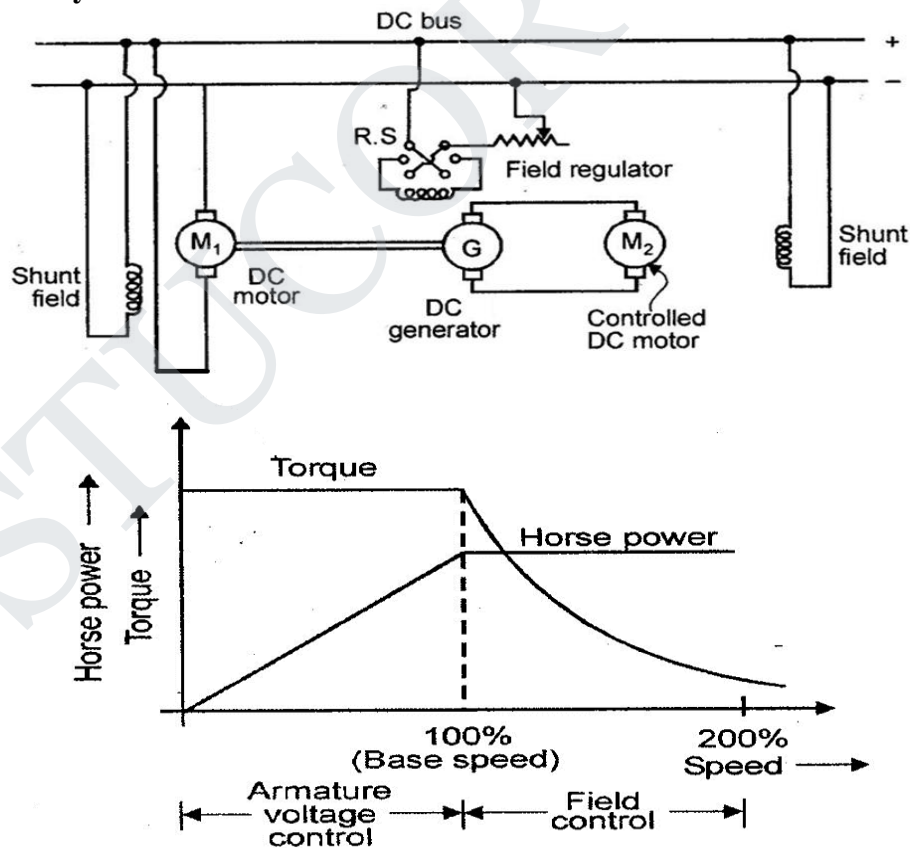 DC bus
+
−
R.S
Field regulator
M1
G
M2
Shunt
field
DC
motor
DC
generator
Controlled
DC motor
Shunt
field
Torque
Horse power
Horse power
Torque
100%
(Base speed)
200%
Speed
Armature
voltage
control
Field
control
STUCOR